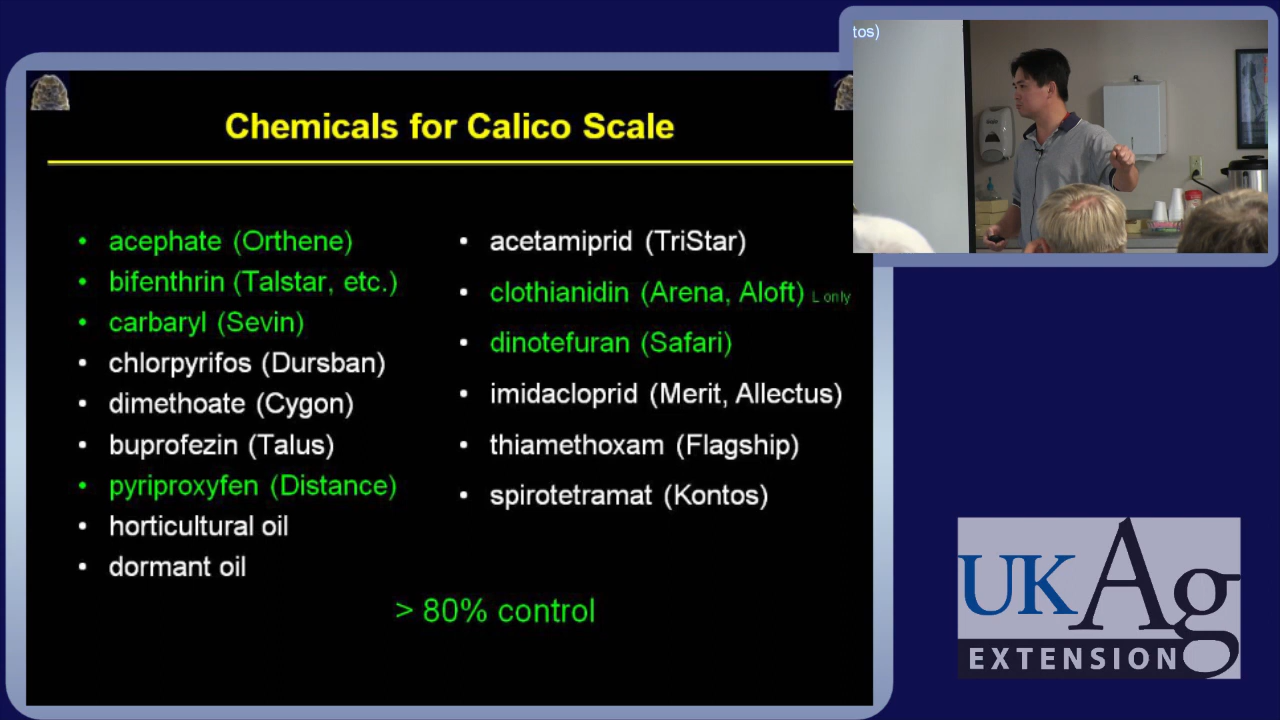 tos)
Chemicals for Calico Scale
• acephate (Orthene)
• bifenthrin (Talstar, etc.)
• carbaryl (Sevin)
• chlorpyrifos (Dursban)
• dimethoate (Cygon)
• buprofezin (Talus)
• pyriproxyfen (Distance)
• horticultural oil
• dormant oil
• acetamiprid (TriStar)
• clothianidin (Arena, Aloft) L only
• dinotefuran (Safari)
• imidacloprid (Merit, Allectus)
• thiamethoxam (Flagship)
• spirotetramat (Kontos)
> 80% control
UKAg
EXTENSION